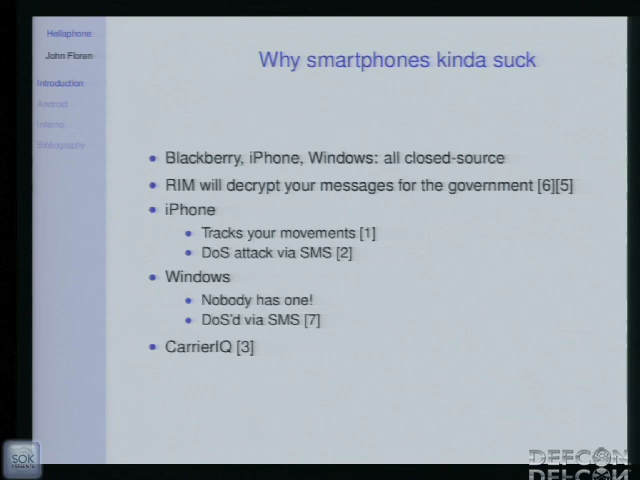 Hellaphone
John Floren
Introduction
Android
Inferno
Bibliography
Why smartphones kinda suck
• Blackberry, iPhone, Windows: all closed-source
• RIM will decrypt your messages for the government [6][5]
• iPhone
• Tracks your movements [1]
• DoS attack via SMS [2]
• Windows
• Nobody has one!
• DoS'd via SMS [7]
• CarrierIQ [3]
SOK
DEFCON
DEFCON